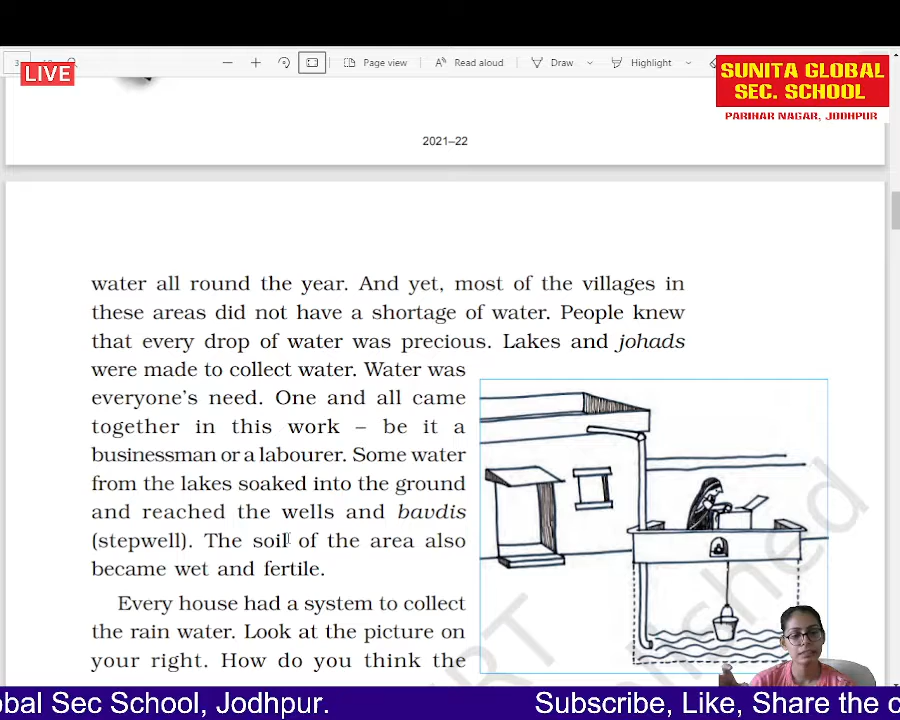 LIVE
3
Page view
Read aloud
Draw
Highlight
SUNITA GLOBAL
SEC. SCHOOL
PARIHAR NAGAR, JODHPUR
2021–22
water all round the year. And yet, most of the villages in
these areas did not have a shortage of water. People knew
that every drop of water was precious. Lakes and johads
were made to collect water. Water was
everyone's need. One and all came
together in this work – be it a
businessman or a labourer. Some water
from the lakes soaked into the ground
and reached the wells and bavdis
(stepwell). The soil of the area also
became wet and fertile.
Every house had a system to collect
the rain water. Look at the picture on
your right. How do you think the
obal Sec School, Jodhpur.
Subscribe, Like, Share the c